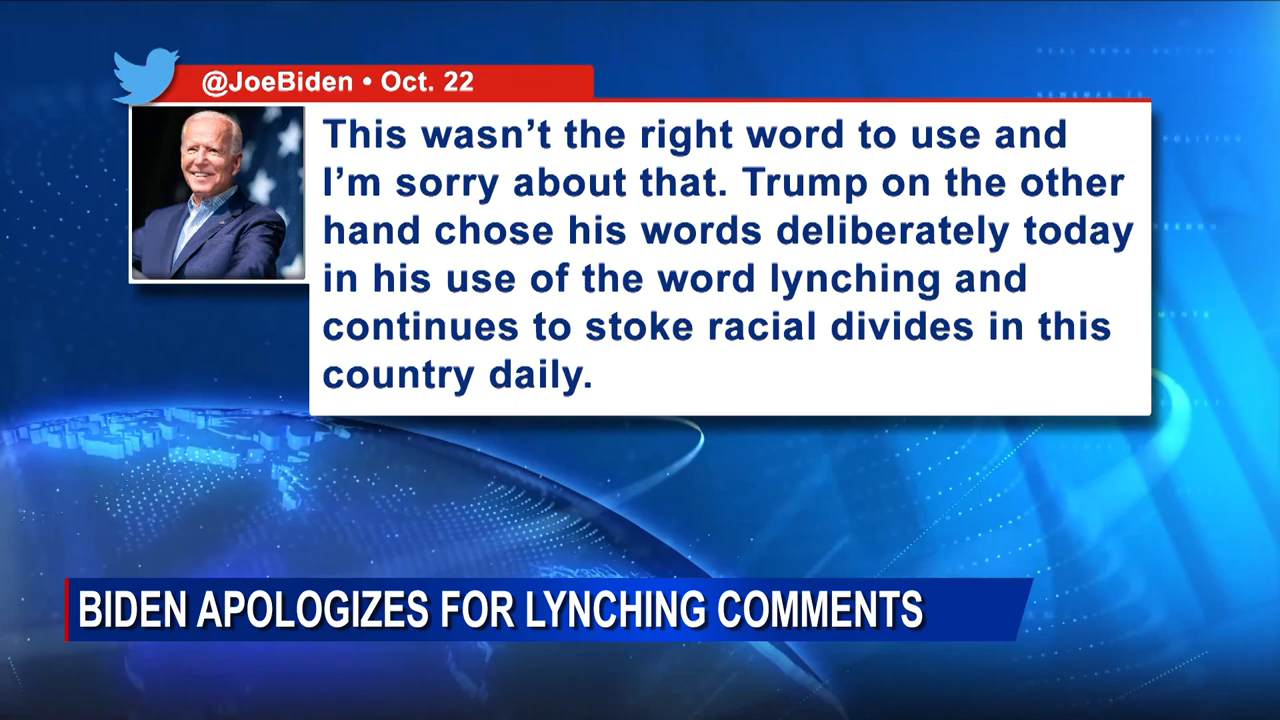 @JoeBiden • Oct. 22
This wasn't the right word to use and
I'm sorry about that. Trump on the other
hand chose his words deliberately today
in his use of the word lynching and
continues to stoke racial divides in this
country daily.
BIDEN APOLOGIZES FOR LYNCHING COMMENTS